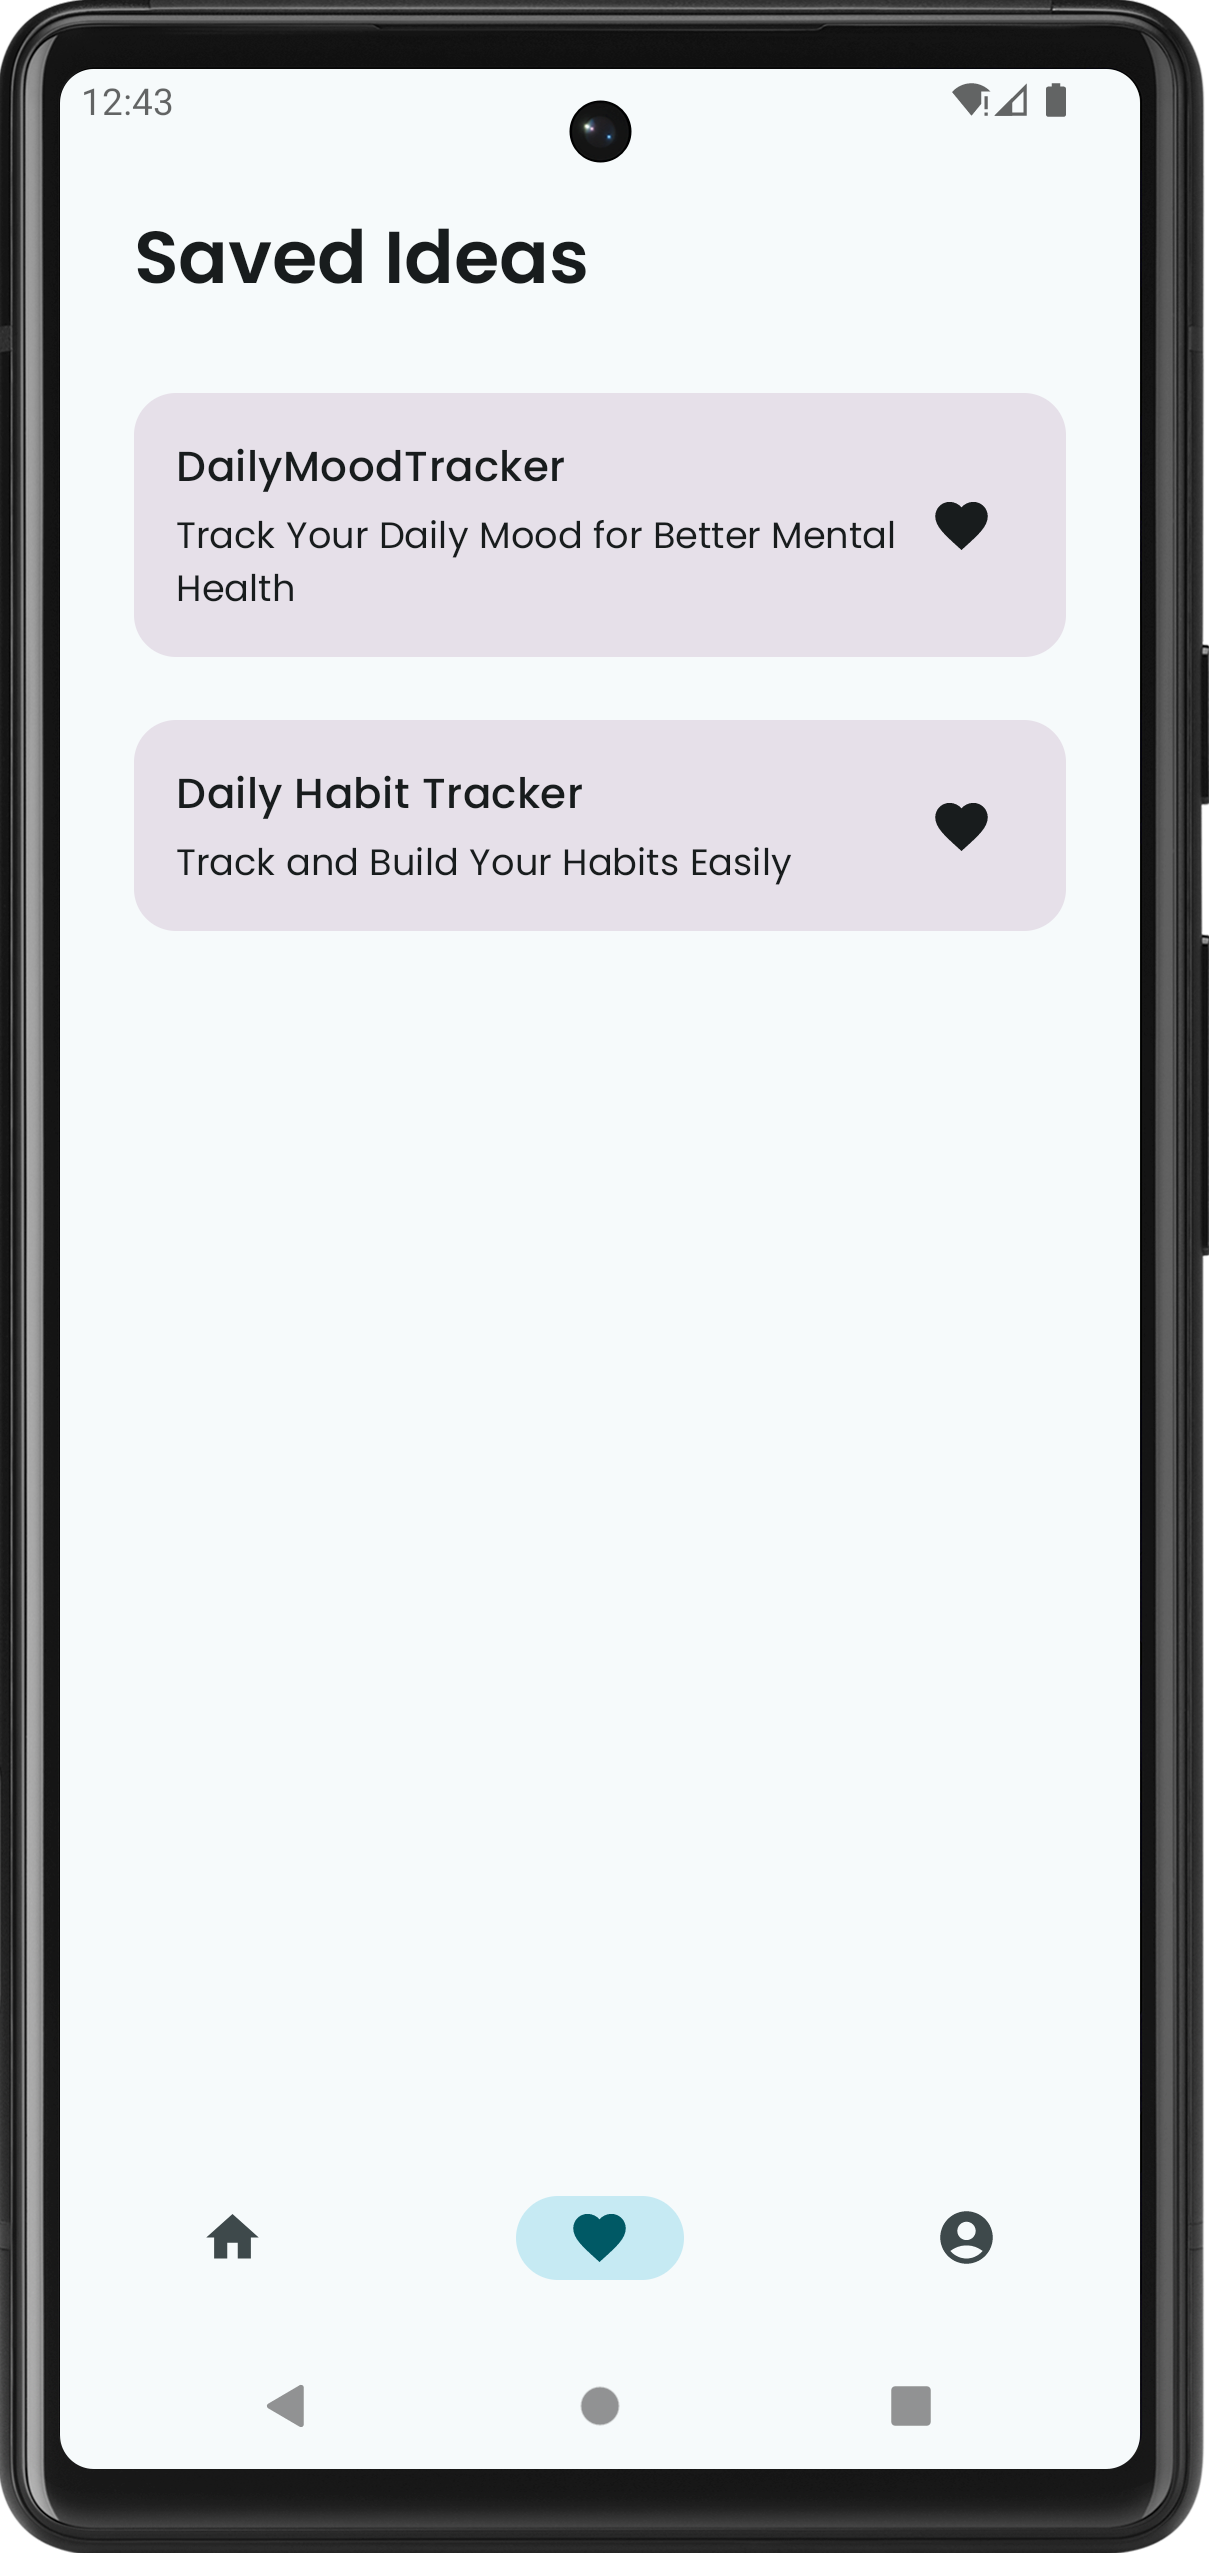 12:43
Saved Ideas
DailyMoodTracker
Track Your Daily Mood for Better Mental
Health
Daily Habit Tracker
Track and Build Your Habits Easily